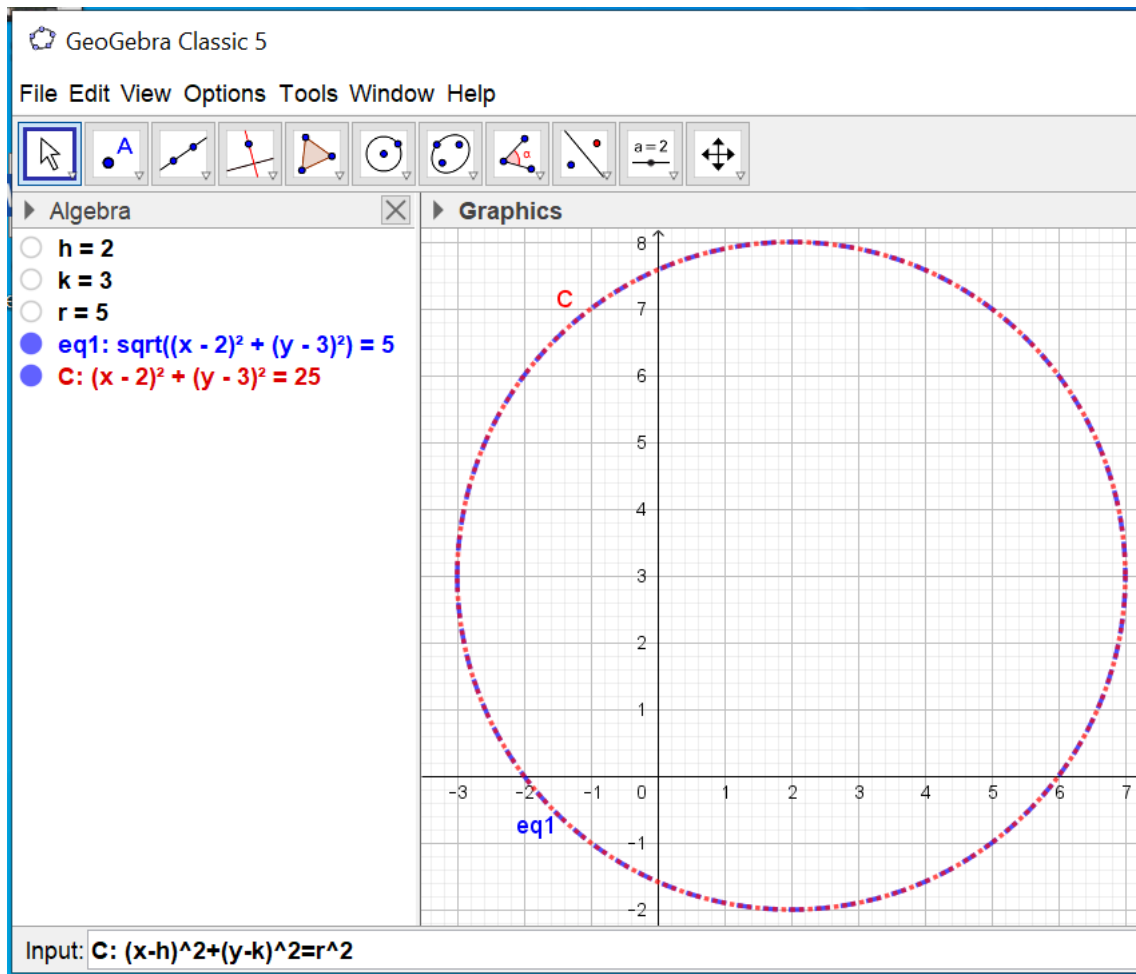 GeoGebra Classic 5
File Edit View Options Tools Window Help
A
α
a = 2
Algebra
Graphics
h = 2
k = 3
r = 5
eq1: sqrt((x - 2)² + (y - 3)²) = 5
C: (x - 2)² + (y - 3)² = 25
8
C
7
6
5
4
3
2
1
-3 -2 -1 0 1 2 3 4 5 6 7
eq1
-1
-2
Input: C: (x-h)^2+(y-k)^2=r^2